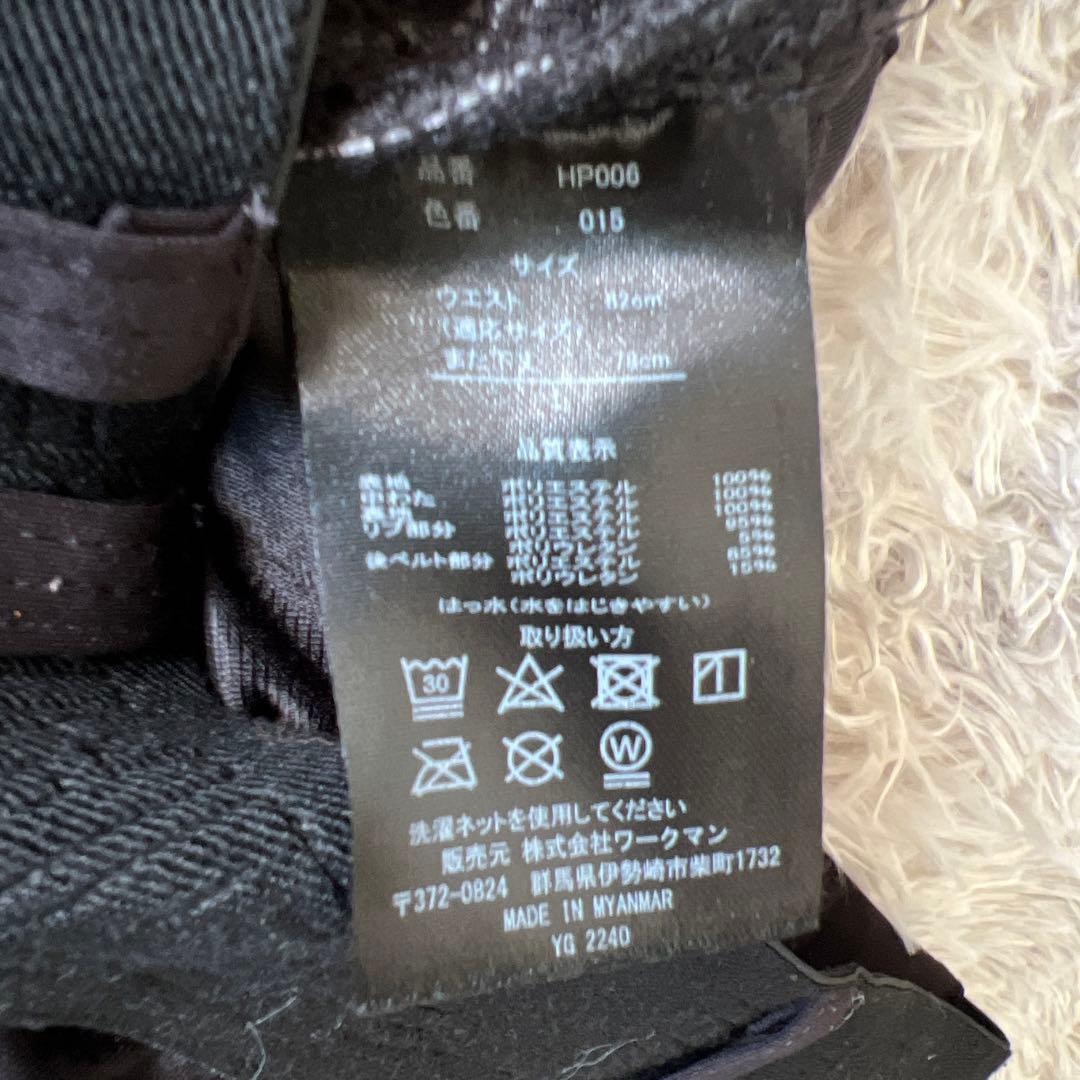 品番 HP006
色番 015
サイズ
ウエスト 82cm
(適応サイズ)
また下丈 78cm
品質表示
ポリエステル 100%
中わた ポリエステル 100%
ポリエステル 100%
リブ部分 ポリエステル 95%
ポリウレタン 5%
後ベルト部分 ポリエステル 85%
ポリウレタン 15%
はっ水(水をはじきやすい)
取り扱い方
30
W
洗濯ネットを使用してください
販売元 株式会社ワークマン
〒372-0824 群馬県伊勢崎市柴町1732
MADE IN MYANMAR
YG 2240